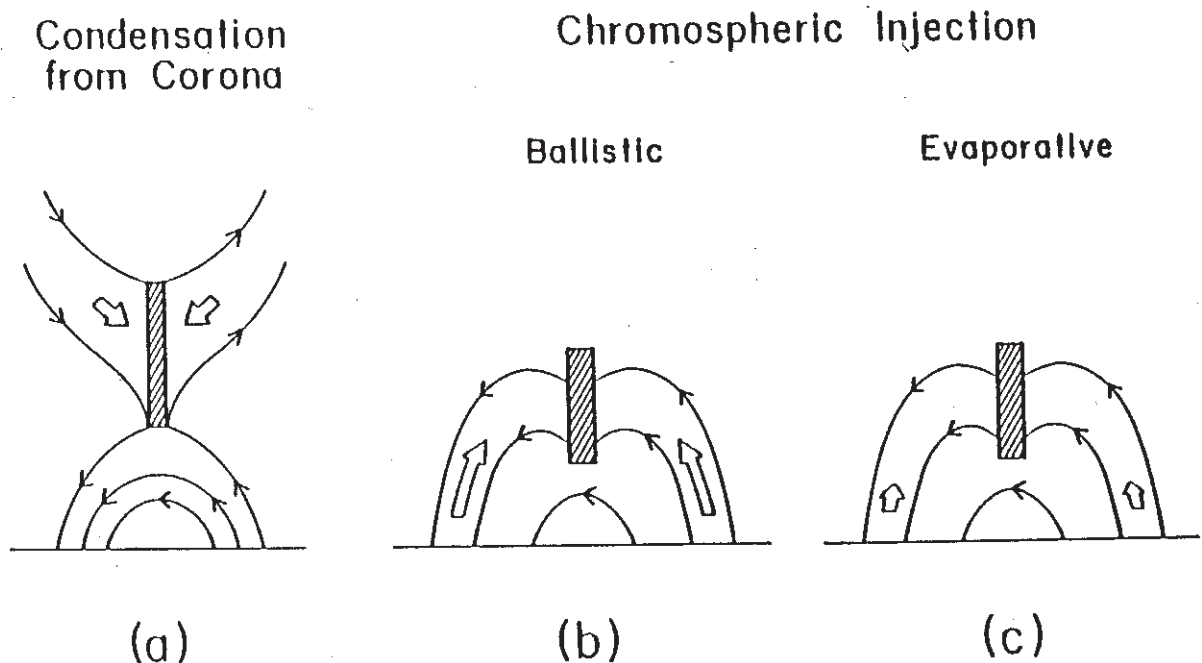 Condensation
from Corona
Chromospheric Injection
Ballistic
Evaporative
(a)
(b)
(c)